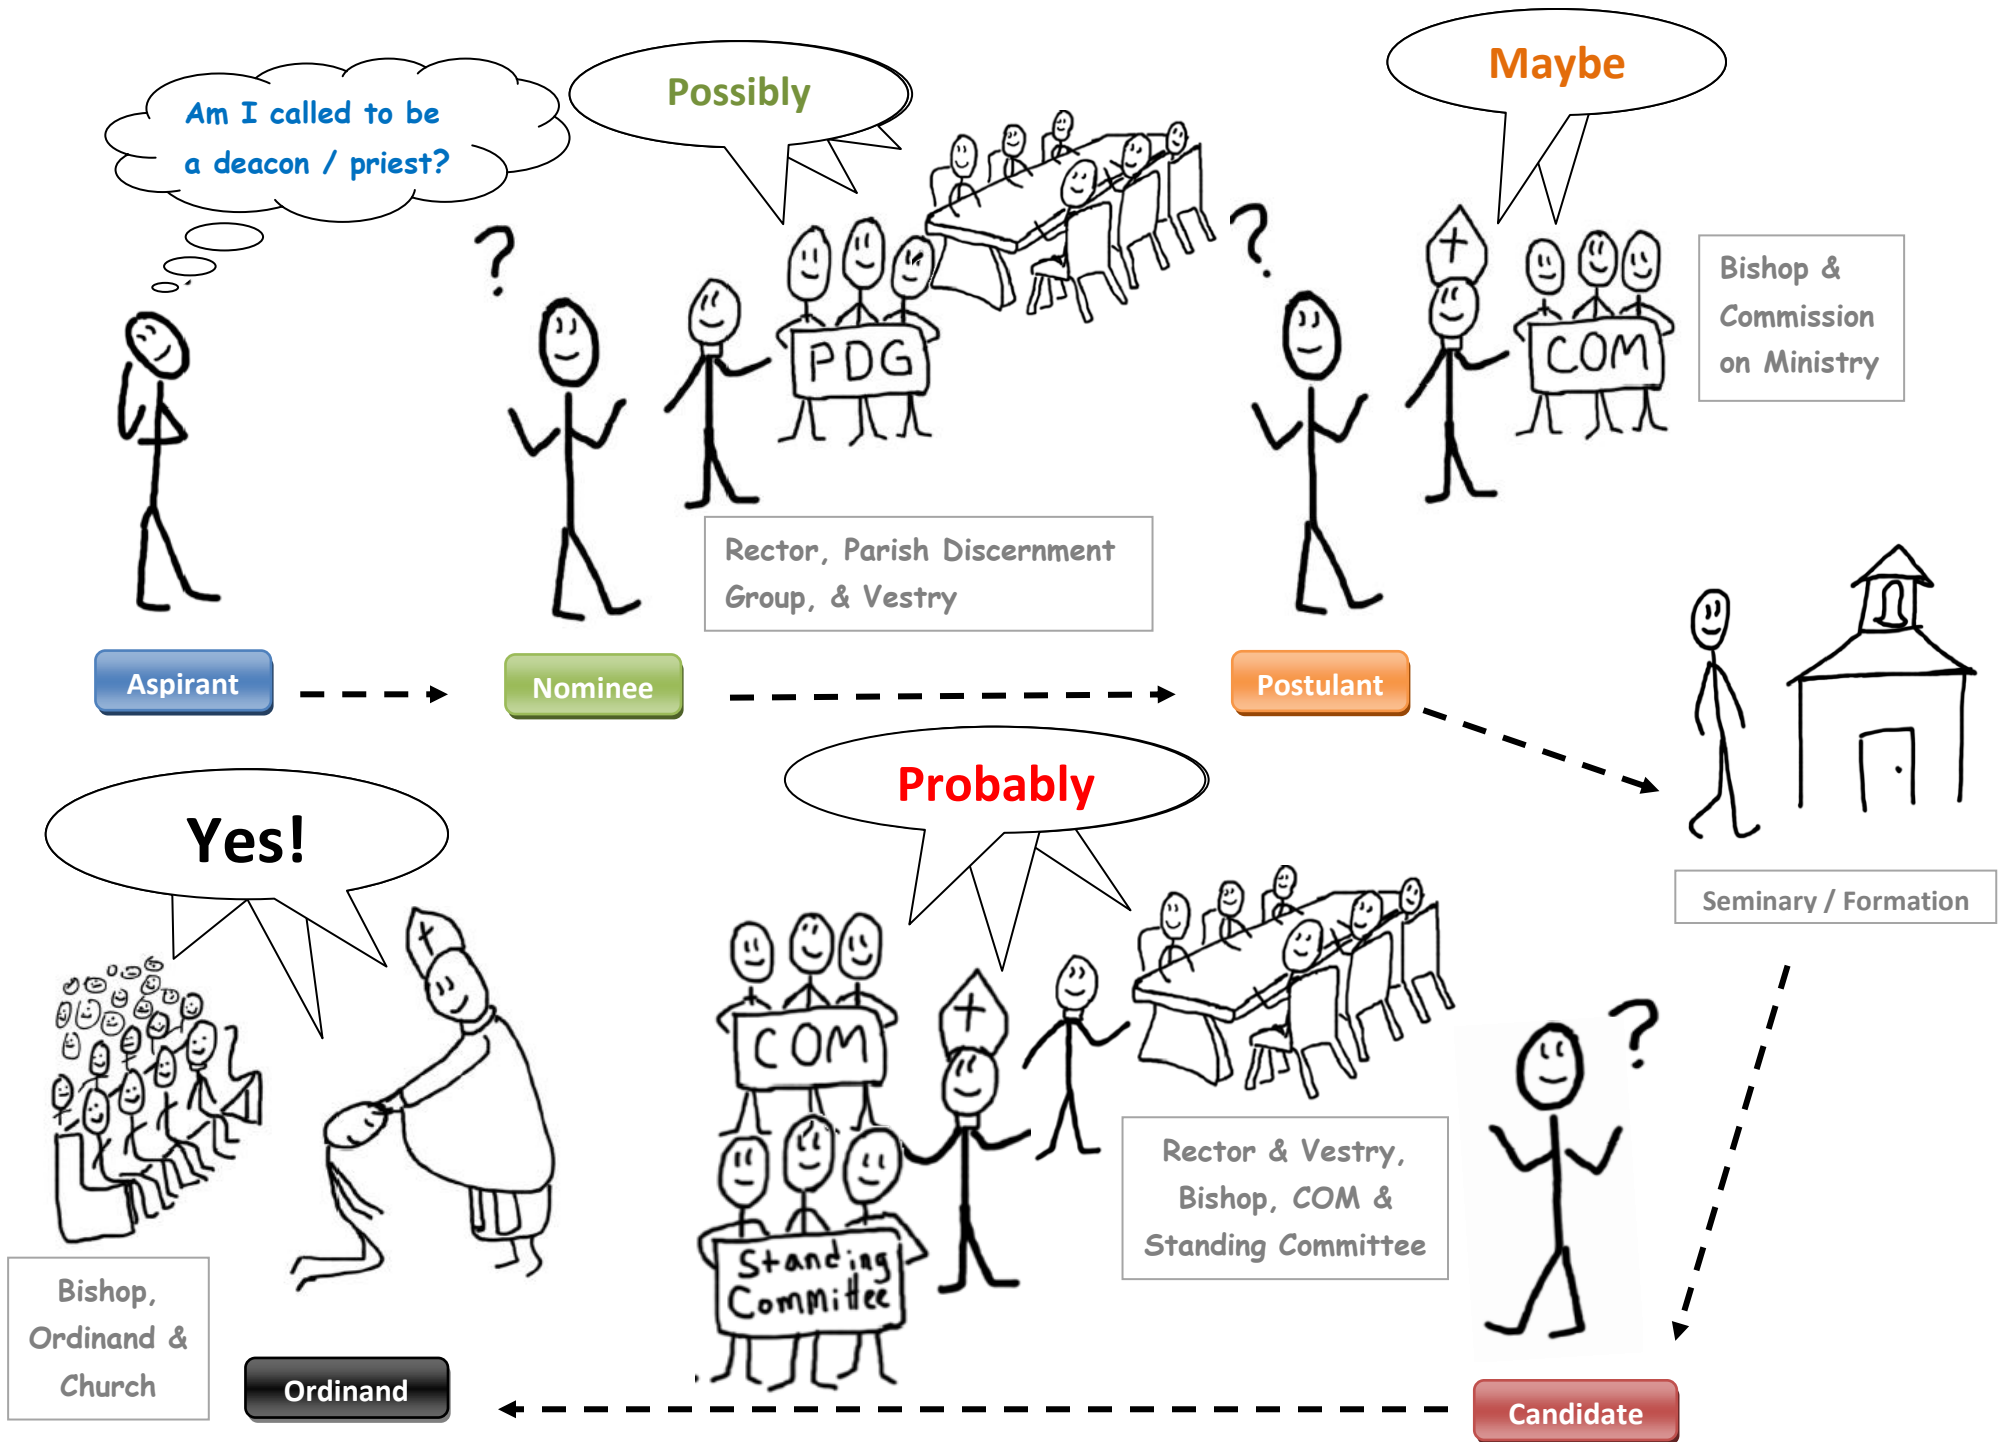 Am I called to be
a deacon / priest?
Possibly
Maybe
?
?
PDG
COM
Bishop &
Commission
on Ministry
Rector, Parish Discernment
Group, & Vestry
Aspirant
Nominee
Postulant
Seminary / Formation
Probably
Yes!
COM
Standing
Committee
?
Rector & Vestry,
Bishop, COM &
Standing Committee
Bishop,
Ordinand &
Church
Ordinand
Candidate